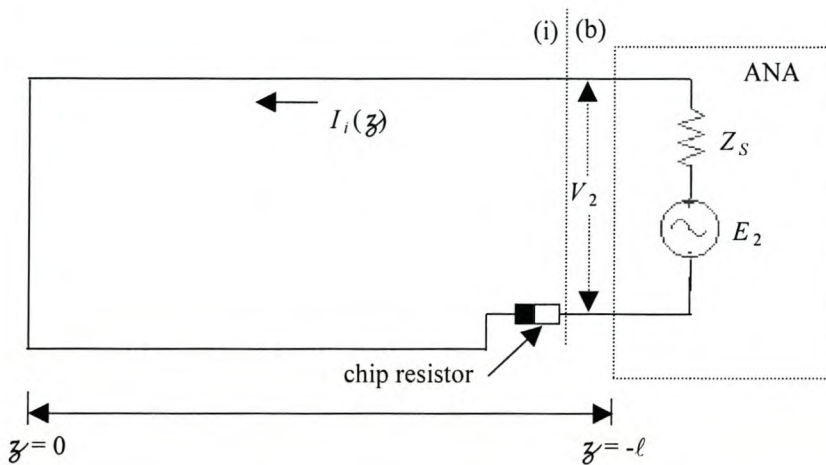 (i) (b)
ANA
I_i(z)
Z_S
V_2
E_2
chip resistor
z = 0
z = -ℓ